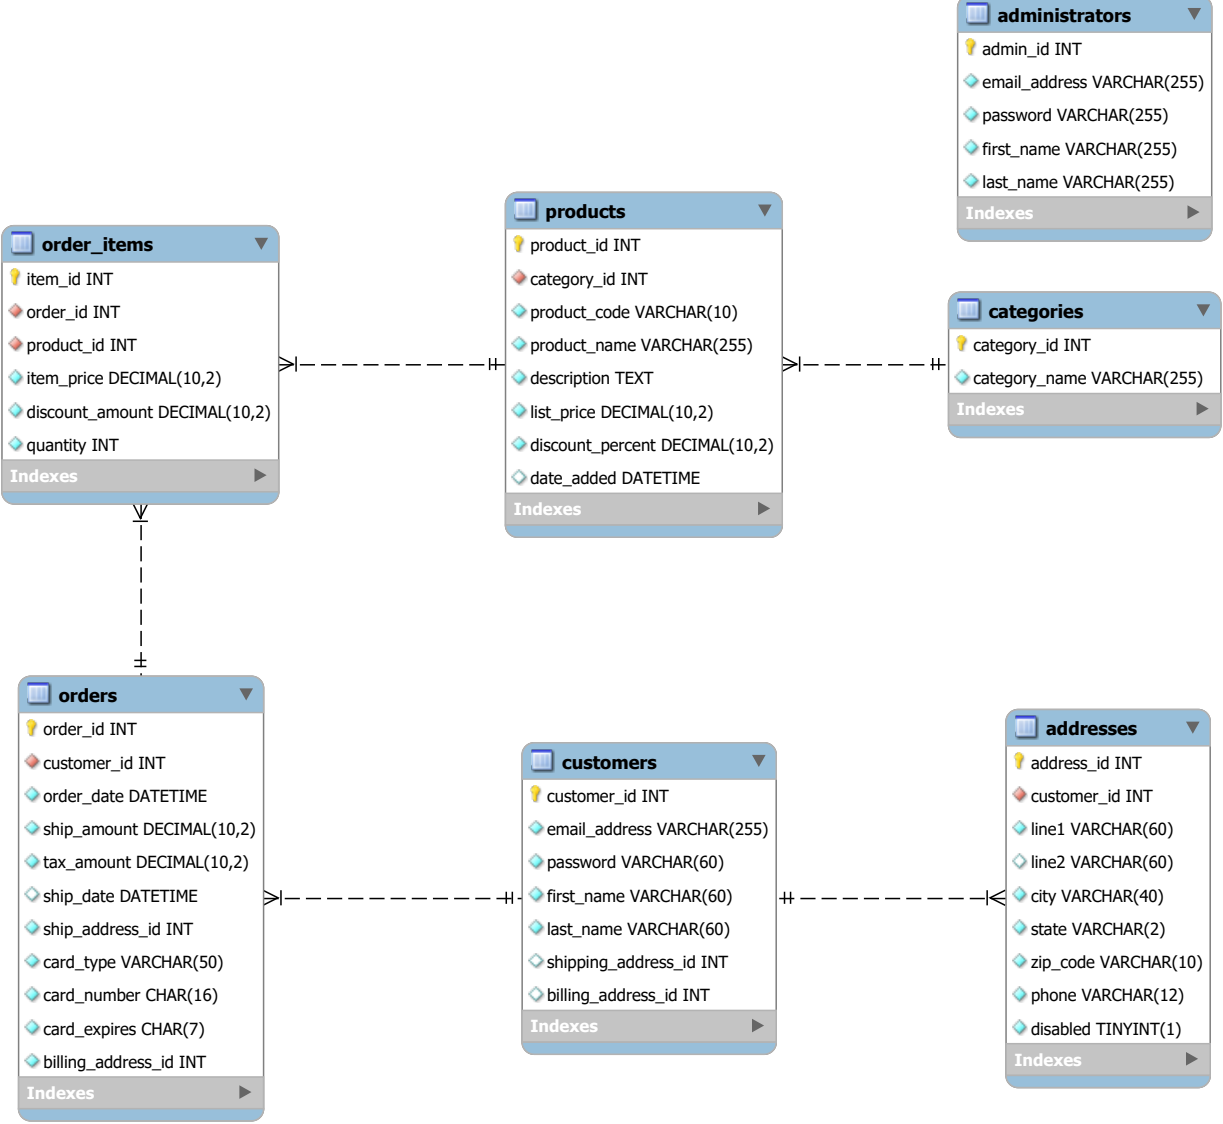 administrators
admin_id INT
email_address VARCHAR(255)
password VARCHAR(255)
first_name VARCHAR(255)
last_name VARCHAR(255)
Indexes
products
product_id INT
category_id INT
product_code VARCHAR(10)
product_name VARCHAR(255)
description TEXT
list_price DECIMAL(10,2)
discount_percent DECIMAL(10,2)
date_added DATETIME
Indexes
order_items
item_id INT
order_id INT
product_id INT
item_price DECIMAL(10,2)
discount_amount DECIMAL(10,2)
quantity INT
Indexes
categories
category_id INT
category_name VARCHAR(255)
Indexes
orders
order_id INT
customer_id INT
order_date DATETIME
ship_amount DECIMAL(10,2)
tax_amount DECIMAL(10,2)
ship_date DATETIME
ship_address_id INT
card_type VARCHAR(50)
card_number CHAR(16)
card_expires CHAR(7)
billing_address_id INT
Indexes
customers
customer_id INT
email_address VARCHAR(255)
password VARCHAR(60)
first_name VARCHAR(60)
last_name VARCHAR(60)
shipping_address_id INT
billing_address_id INT
Indexes
addresses
address_id INT
customer_id INT
line1 VARCHAR(60)
line2 VARCHAR(60)
city VARCHAR(40)
state VARCHAR(2)
zip_code VARCHAR(10)
phone VARCHAR(12)
disabled TINYINT(1)
Indexes